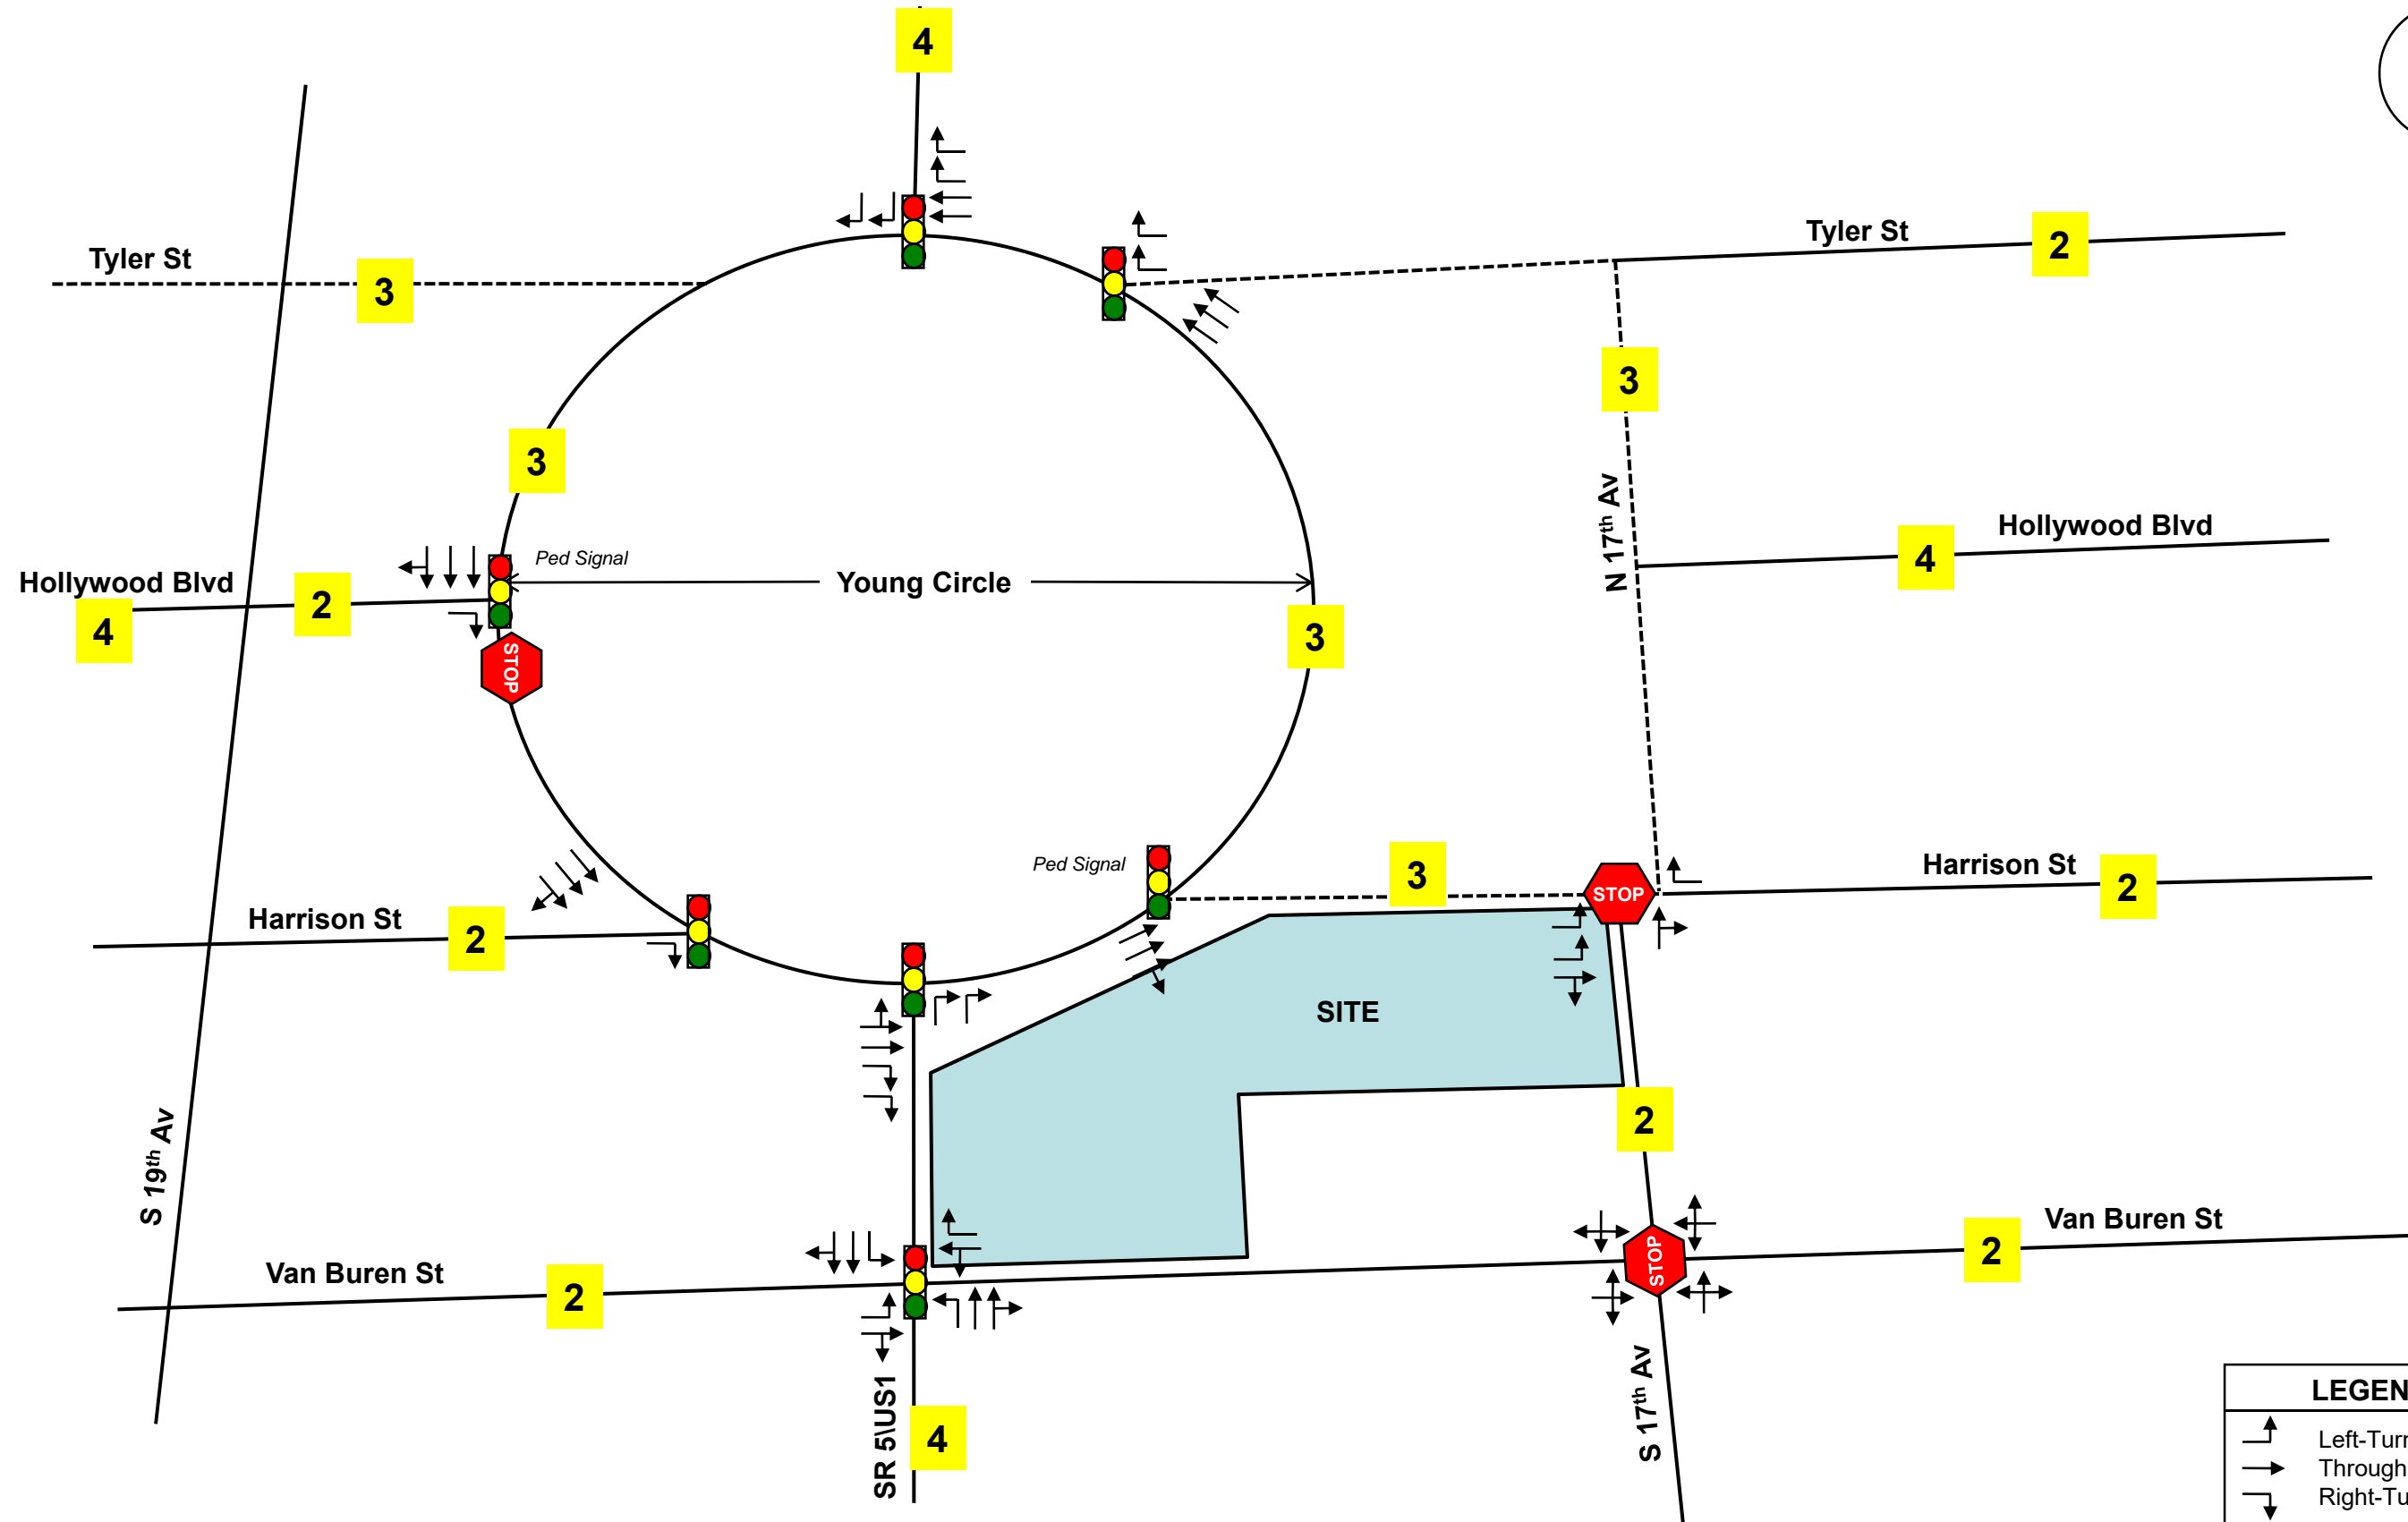 4
Tyler St
2
Tyler St
3
3
3
N 17th Av
Hollywood Blvd
4
Ped Signal
Hollywood Blvd
2
4
Young Circle
3
STOP
Ped Signal
3
STOP
Harrison St
2
Harrison St
2
SITE
2
S 19th Av
Van Buren St
2
STOP
Van Buren St
2
SR 5\US1
4
S 17th Av
LEGEN
Left-Turn
Through
Right-Tu